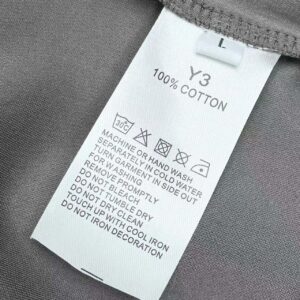 L
Y3
100% COTTON
30C
MACHINE OR HAND WASH
SEPARATELY IN COLD WATER
TURN GARMENT IN SIDE OUT
FOR WASHING
REMOVE PROMPTLY
DO NOT BLEACH
DO NOT TUMBLE DRY
DO NOT DRY CLEAN
TOUCH UP WITH COOL IRON
DO NOT IRON DECORATION